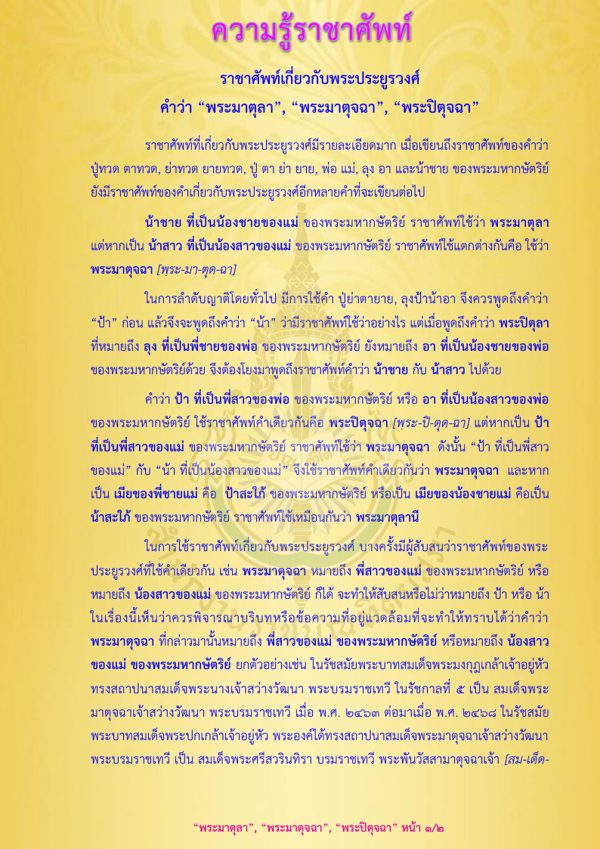 ความรู้ราชาศัพท์
ราชาศัพท์เกี่ยวกับพระประยูรวงศ์
คำว่า “พระมาตุลา”, “พระมาตุจฉา”, “พระปิตุจฉา”
ราชาศัพท์ที่เกี่ยวกับพระประยูรวงศ์มีรายละเอียดมาก เมื่อเขียนถึงราชาศัพท์ของคำว่า
ปู่ทวด ตาทวด, ย่าทวด ยายทวด, ปู่ ตา ย่า ยาย, พ่อ แม่, ลุง อา และน้าชาย ของพระมหากษัตริย์
ยังมีราชาศัพท์ของคำเกี่ยวกับพระประยูรวงศ์อีกหลายคำที่จะเขียนต่อไป
น้าชาย ที่เป็นน้องชายของแม่ ของพระมหากษัตริย์ ราชาศัพท์ใช้ว่า พระมาตุลา
แต่หากเป็น น้าสาว ที่เป็นน้องสาวของแม่ ของพระมหากษัตริย์ ราชาศัพท์ใช้แตกต่างกันคือ ใช้ว่า
พระมาตุจฉา [พระ-มา-ตุด-ฉา]
ในการลำดับญาติโดยทั่วไป มีการใช้คำ ปู่ย่าตายาย, ลุงป้าน้าอา จึงควรพูดถึงคำว่า
“ป้า” ก่อน แล้วจึงจะพูดถึงคำว่า “น้า” ว่ามีราชาศัพท์ใช้ว่าอย่างไร แต่เมื่อพูดถึงคำว่า พระปิตุลา
ที่หมายถึง ลุง ที่เป็นพี่ชายของพ่อ ของพระมหากษัตริย์ ยังหมายถึง อา ที่เป็นน้องชายของพ่อ
ของพระมหากษัตริย์ด้วย จึงต้องโยงมาพูดถึงราชาศัพท์คำว่า น้าชาย กับ น้าสาว ไปด้วย
คำว่า ป้า ที่เป็นพี่สาวของพ่อ ของพระมหากษัตริย์ หรือ อา ที่เป็นน้องสาวของพ่อ
ของพระมหากษัตริย์ ใช้ราชาศัพท์คำเดียวกันคือ พระปิตุจฉา [พฺระ-ปิ-ตุด-ฉา] แต่หากเป็น ป้า
ที่เป็นพี่สาวของแม่ ของพระมหากษัตริย์ ราชาศัพท์ใช้ว่า พระมาตุจฉา ดังนั้น “ป้า ที่เป็นพี่สาว
ของแม่” กับ “น้า ที่เป็นน้องสาวของแม่” จึงใช้ราชาศัพท์คำเดียวกันว่า พระมาตุจฉา และหาก
เป็น เมียของพี่ชายแม่ คือ ป้าสะใภ้ ของพระมหากษัตริย์ หรือเป็น เมียของน้องชายแม่ คือเป็น
น้าสะใภ้ ของพระมหากษัตริย์ ราชาศัพท์ใช้เหมือนกันว่า พระมาตุลานี
ในการใช้ราชาศัพท์เกี่ยวกับพระประยูรวงศ์ บางครั้งมีผู้สับสนว่าราชาศัพท์ของพระ
ประยูรวงศ์ที่ใช้คำเดียวกัน เช่น พระมาตุจฉา หมายถึง พี่สาวของแม่ ของพระมหากษัตริย์ หรือ
หมายถึง น้องสาวของแม่ ของพระมหากษัตริย์ ก็ได้ จะทำให้สับสนหรือไม่ว่าหมายถึง ป้า หรือ น้า
ในเรื่องนี้เห็นว่าควรพิจารณาบริบทหรือข้อความที่อยู่แวดล้อมที่จะทำให้ทราบได้ว่าคำว่า
พระมาตุจฉา ที่กล่าวมานั้นหมายถึง พี่สาวของแม่ ของพระมหากษัตริย์ หรือหมายถึง น้องสาว
ของแม่ ของพระมหากษัตริย์ ยกตัวอย่างเช่น ในรัชสมัยพระบาทสมเด็จพระมงกุฎเกล้าเจ้าอยู่หัว
ทรงสถาปนาสมเด็จพระนางเจ้าสว่างวัฒนา พระบรมราชเทวี ในรัชกาลที่ ๕ เป็น สมเด็จพระ
มาตุจฉาเจ้าสว่างวัฒนา พระบรมราชเทวี เมื่อ พ.ศ. ๒๔๖๓ ต่อมาเมื่อ พ.ศ. ๒๔๖๘ ในรัชสมัย
พระบาทสมเด็จพระปกเกล้าเจ้าอยู่หัว พระองค์ได้ทรงสถาปนาสมเด็จพระมาตุจฉาเจ้าสว่างวัฒนา
พระบรมราชเทวี เป็น สมเด็จพระศรีสวรินทิรา บรมราชเทวี พระพันวัสสามาตุจฉาเจ้า [สม-เด็ด-
“พระมาตุลา”, “พระมาตุจฉา”, “พระปิตุจฉา” หน้า ๑/๒